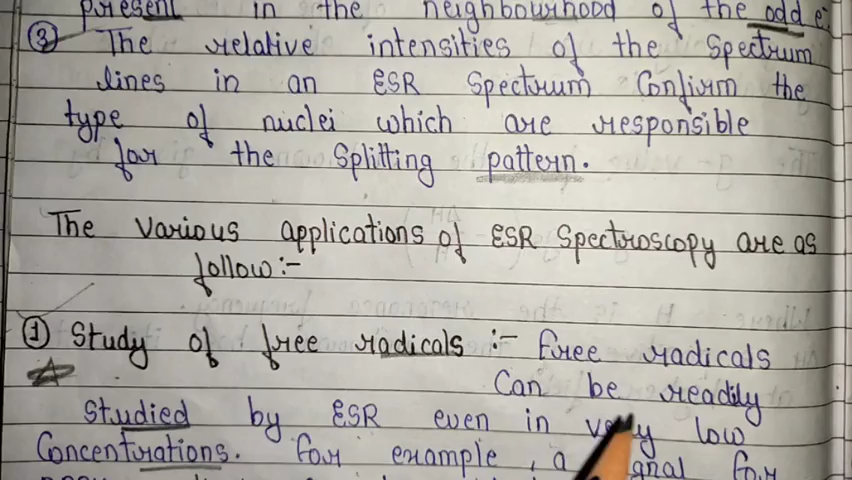 present in the neighbourhood of the odd e.
③ The relative intensities of the Spectrum
lines in an ESR Spectrum Confirm the
type of nuclei which are responsible
for the Splitting pattern.
The various applications of ESR Spectroscopy are as
follow:-
① Study of free radicals :- free radicals
Can be readily
Studied by ESR even in very low
Concentrations. For example, a for